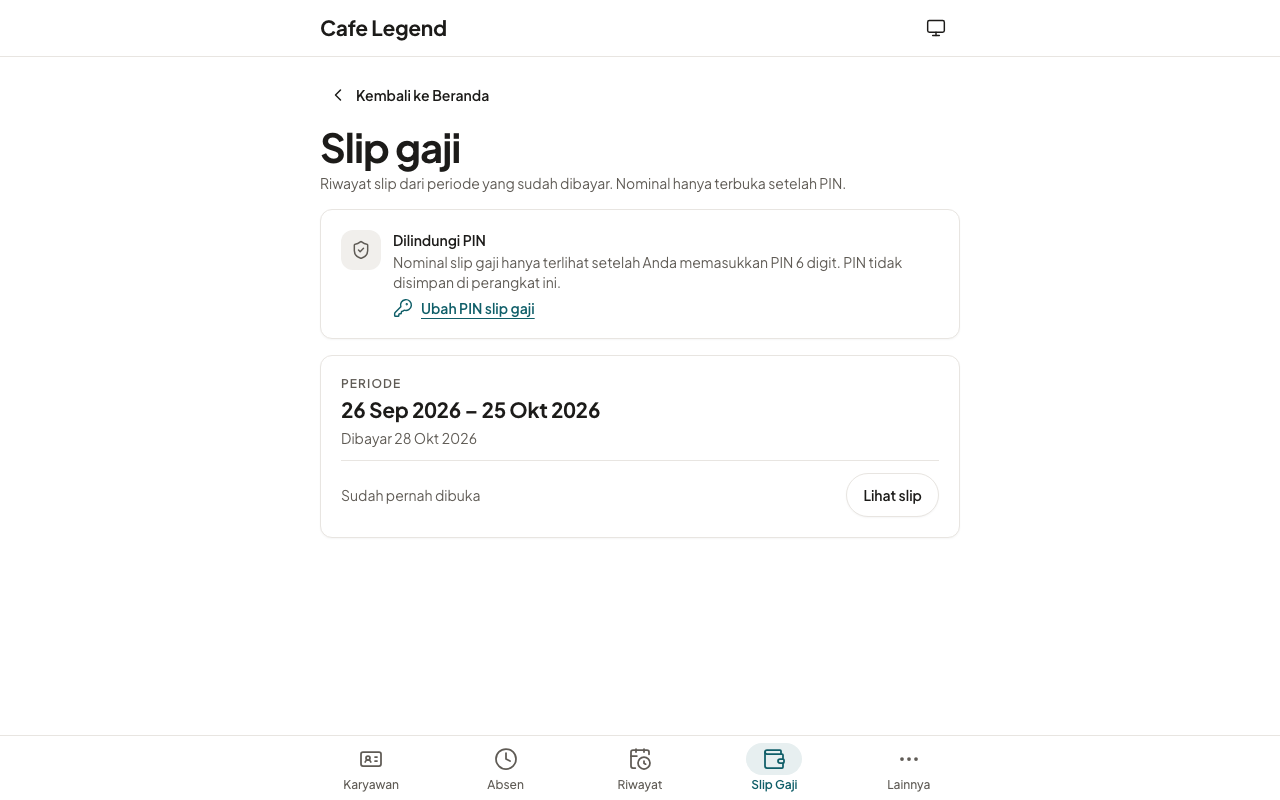 Cafe Legend
Kembali ke Beranda
Slip gaji
Riwayat slip dari periode yang sudah dibayar. Nominal hanya terbuka setelah PIN.
Dilindungi PIN
Nominal slip gaji hanya terlihat setelah Anda memasukkan PIN 6 digit. PIN tidak
disimpan di perangkat ini.
Ubah PIN slip gaji
PERIODE
26 Sep 2026 – 25 Okt 2026
Dibayar 28 Okt 2026
Sudah pernah dibuka
Lihat slip
Karyawan
Absen
Riwayat
Slip Gaji
Lainnya